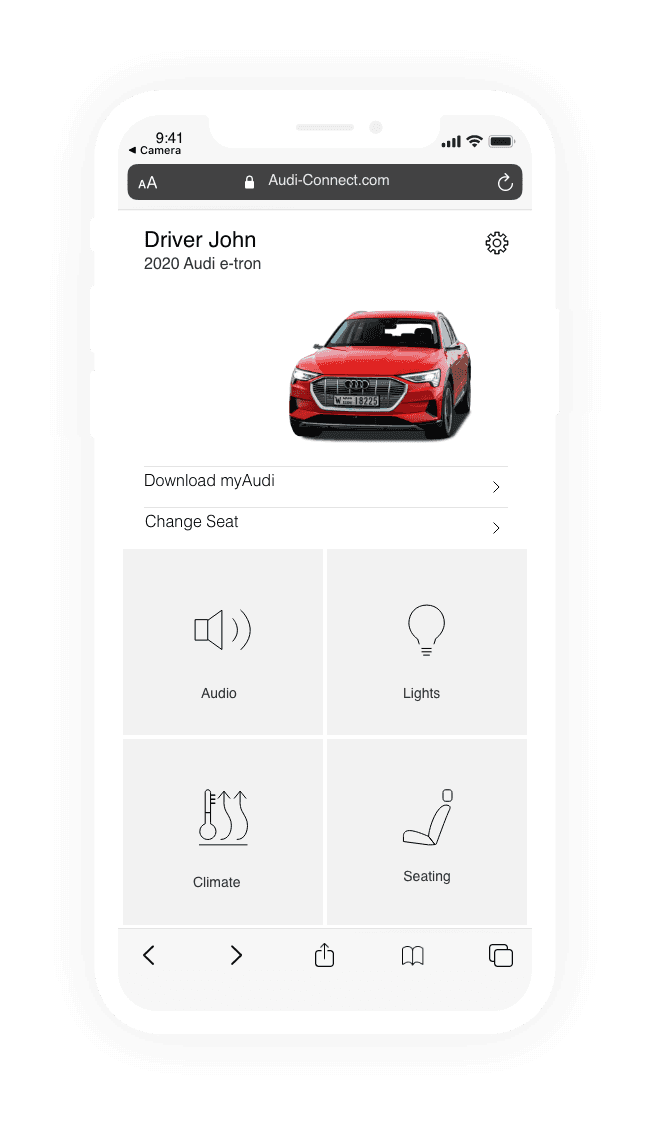 9:41
◀ Camera
AA
Audi-Connect.com
Driver John
2020 Audi e-tron
W 18225
Download myAudi
Change Seat
Audio
Lights
Climate
Seating